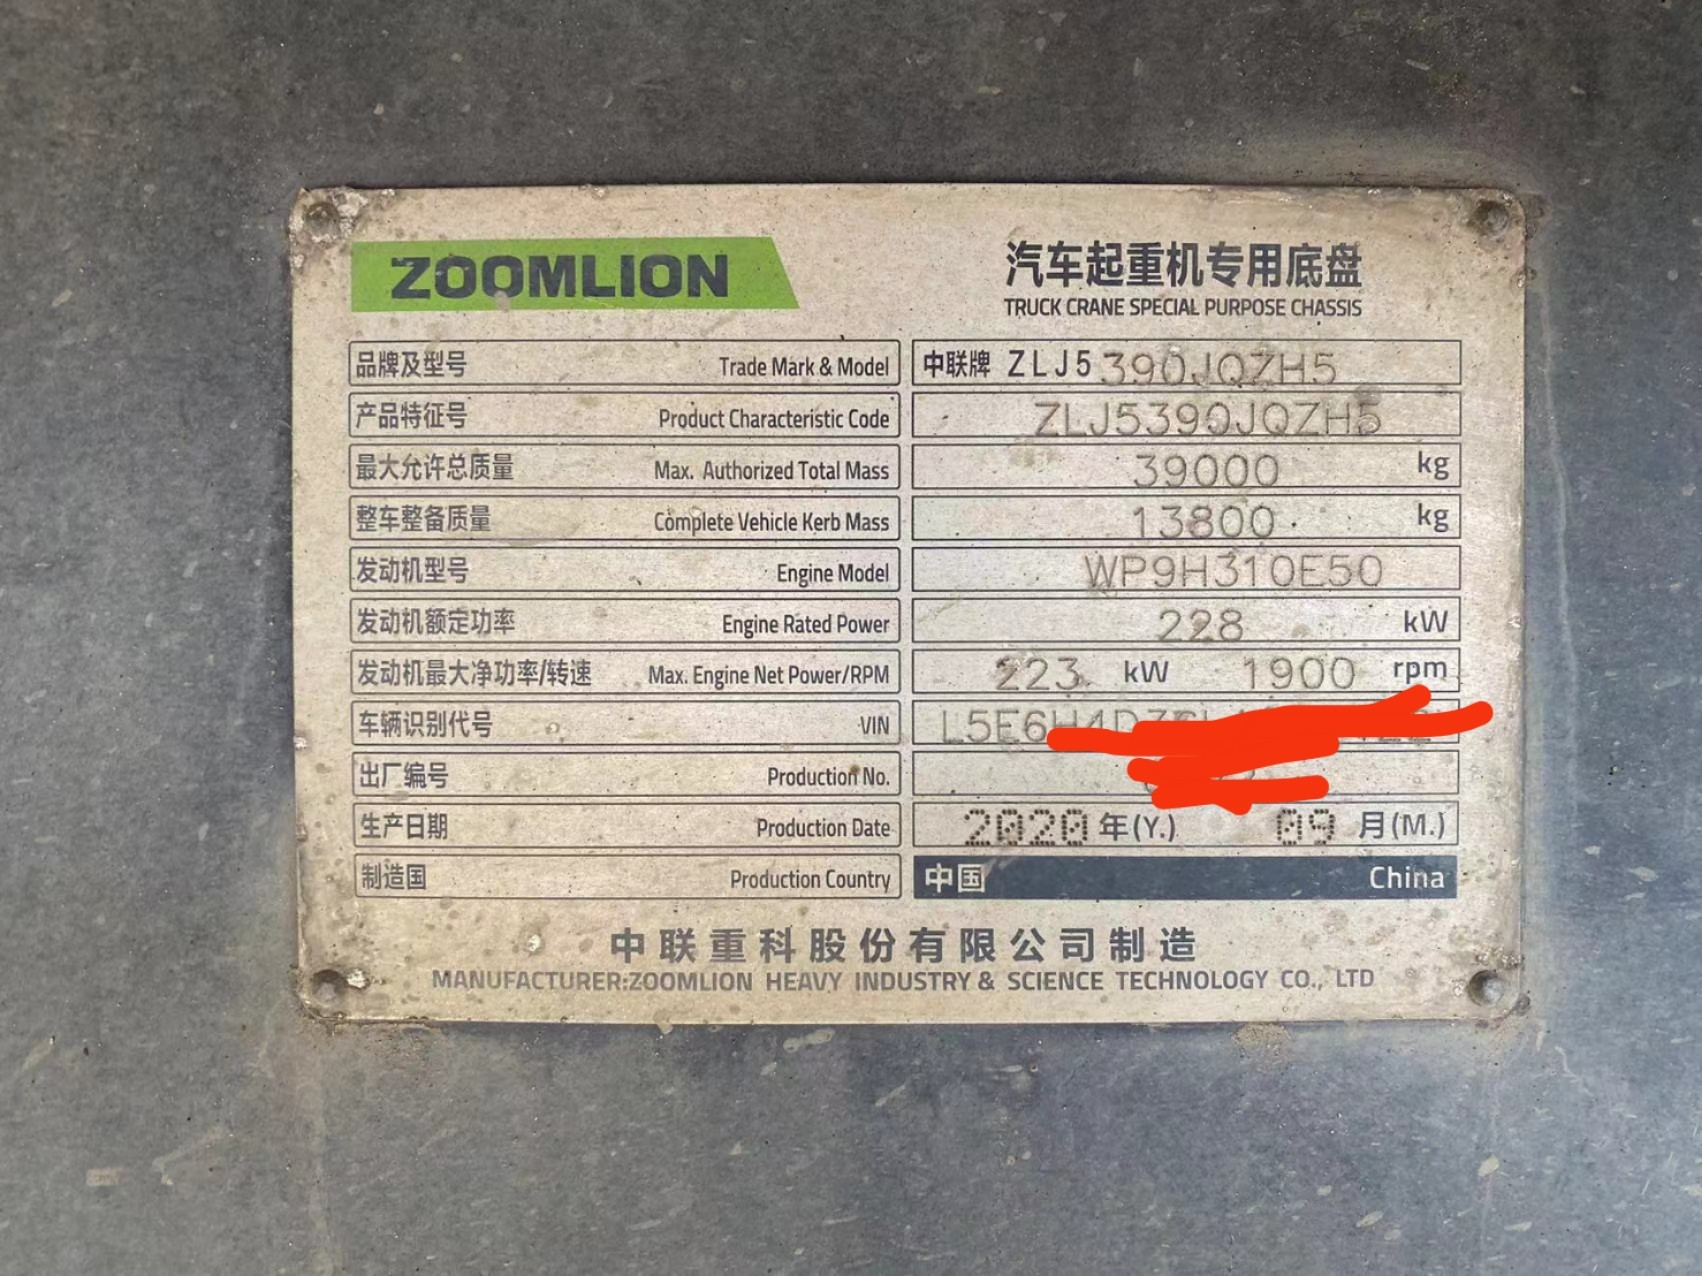 ZOOMLION
汽车起重机专用底盘
TRUCK CRANE SPECIAL PURPOSE CHASSIS
品牌及型号 Trade Mark & Model 中联牌 ZLJ5390JQZH5
产品特征号 Product Characteristic Code ZLJ5390JQZH5
最大允许总质量 Max. Authorized Total Mass 39000 kg
整车整备质量 Complete Vehicle Kerb Mass 13800 kg
发动机型号 Engine Model WP9H310E50
发动机额定功率 Engine Rated Power 228 kW
发动机最大净功率/转速 Max. Engine Net Power/RPM 223 kW 1900 rpm
车辆识别代号 VIN
出厂编号 Production No.
生产日期 Production Date 2020 年(Y.) 09 月(M.)
制造国 Production Country 中国 China
中联重科股份有限公司制造
MANUFACTURER:ZOOMLION HEAVY INDUSTRY & SCIENCE TECHNOLOGY CO., LTD